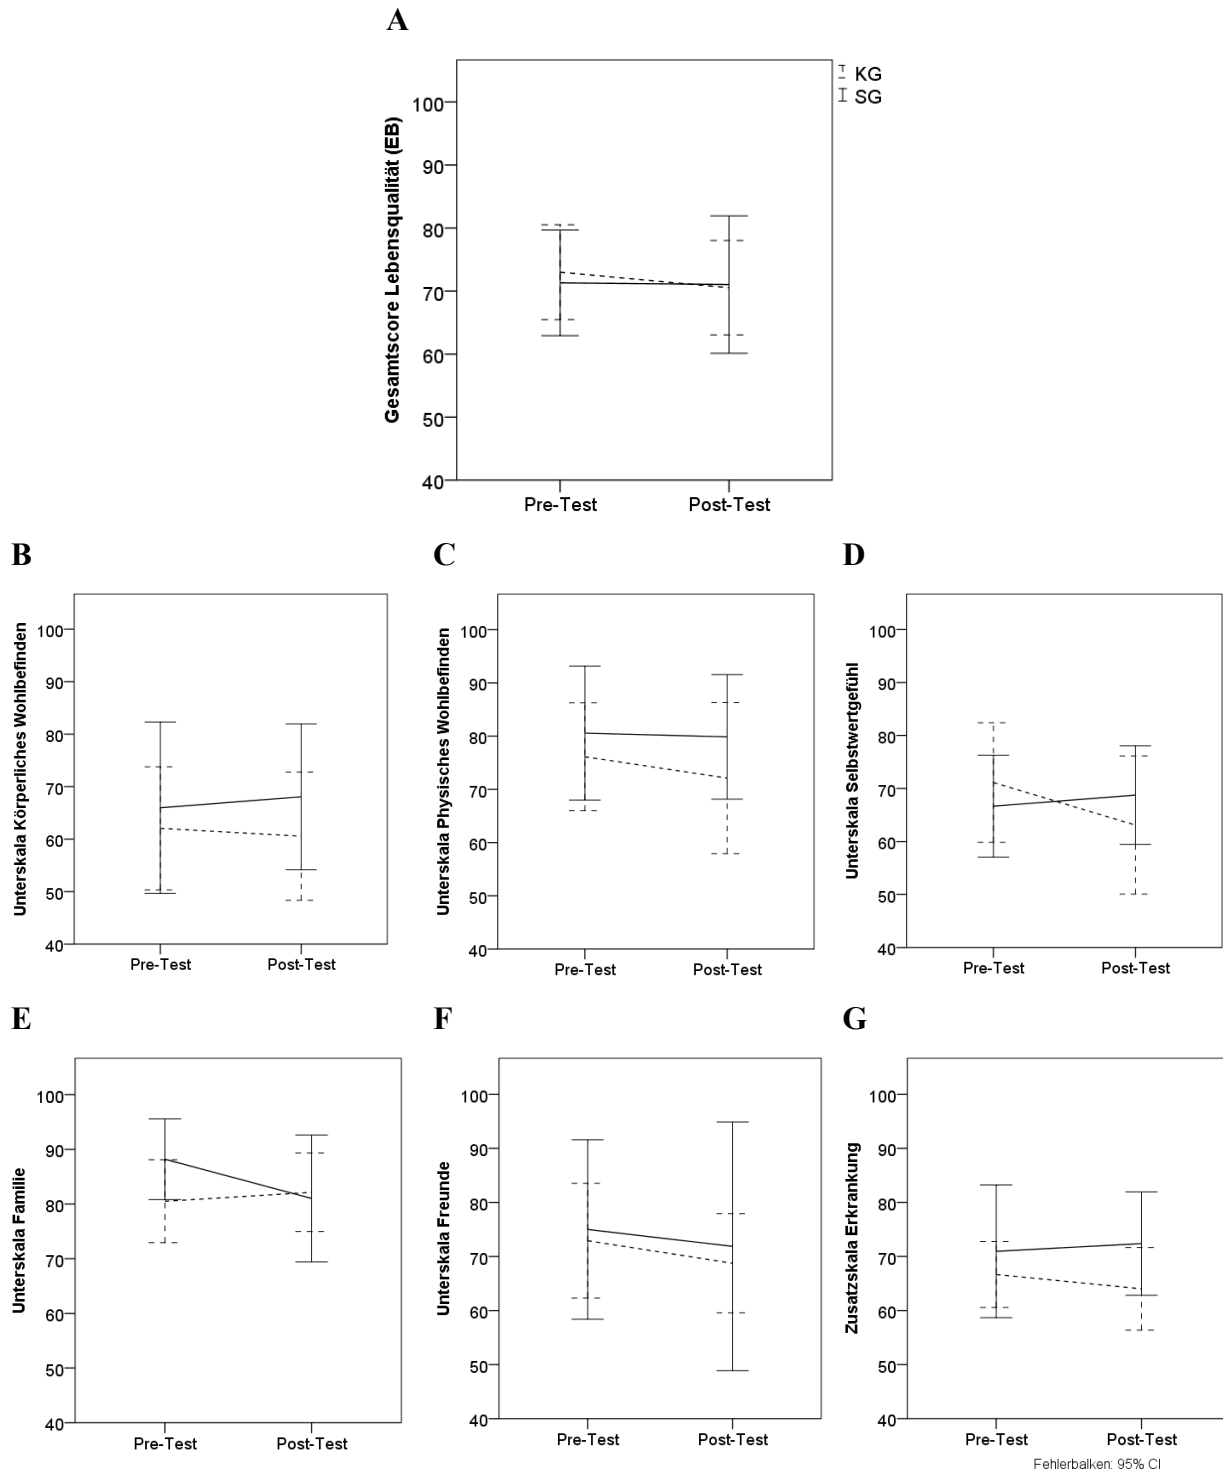 A
KG
SG
Gesamtscore Lebensqualität (EB)
100
90
80
70
60
50
40
Pre-Test Post-Test
B
Unterskala Körperliches Wohlbefinden
100
90
80
70
60
50
40
Pre-Test Post-Test
C
Unterskala Physisches Wohlbefinden
100
90
80
70
60
50
40
Pre-Test Post-Test
D
Unterskala Selbstwertgefühl
100
90
80
70
60
50
40
Pre-Test Post-Test
E
Unterskala Familie
100
90
80
70
60
50
40
Pre-Test Post-Test
F
Unterskala Freunde
100
90
80
70
60
50
40
Pre-Test Post-Test
G
Zusatzskala Erkrankung
100
90
80
70
60
50
40
Pre-Test Post-Test
Fehlerbalken: 95% CI